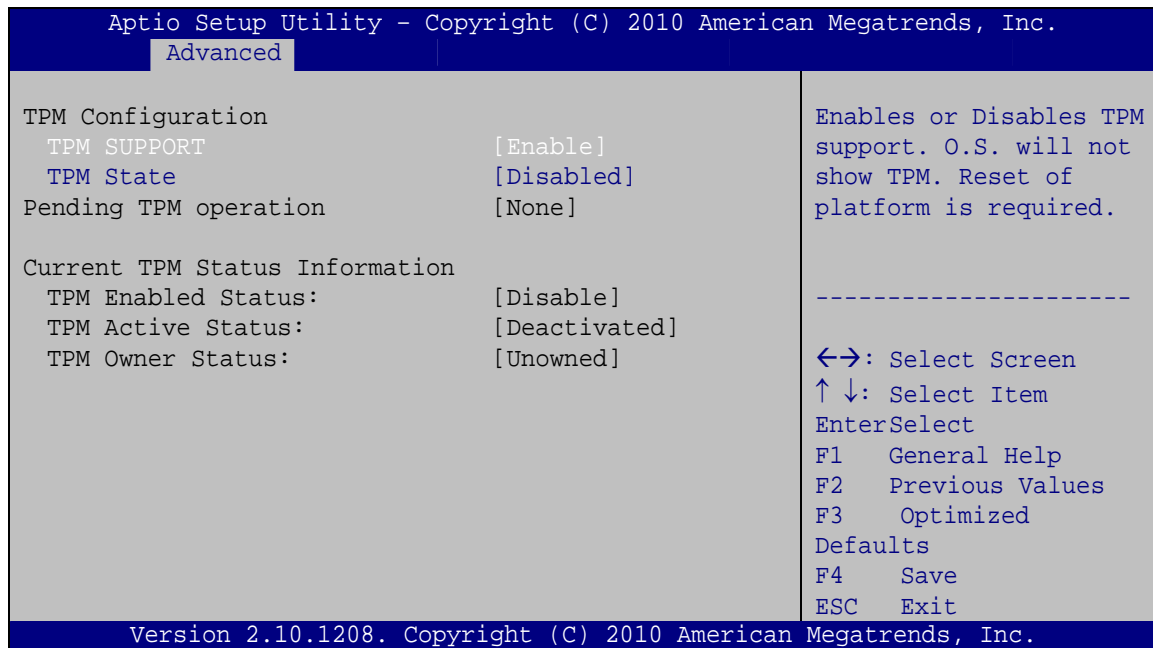 Aptio Setup Utility – Copyright (C) 2010 American Megatrends, Inc.
Advanced
TPM Configuration
TPM SUPPORT [Enable]
TPM State [Disabled]
Pending TPM operation [None]
Current TPM Status Information
TPM Enabled Status: [Disable]
TPM Active Status: [Deactivated]
TPM Owner Status: [Unowned]
Enables or Disables TPM
support. O.S. will not
show TPM. Reset of
platform is required.
----------------------
←→: Select Screen
↑ ↓: Select Item
EnterSelect
F1 General Help
F2 Previous Values
F3 Optimized
Defaults
F4 Save
ESC Exit
Version 2.10.1208. Copyright (C) 2010 American Megatrends, Inc.